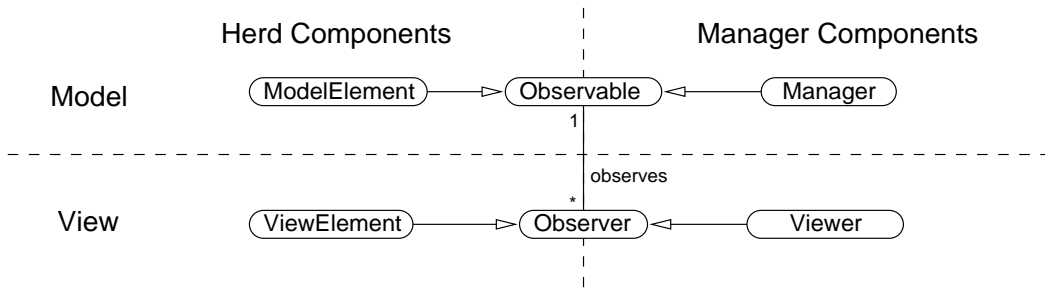 Herd Components
Manager Components
Model
ModelElement
Observable
Manager
1
observes
*
View
ViewElement
Observer
Viewer